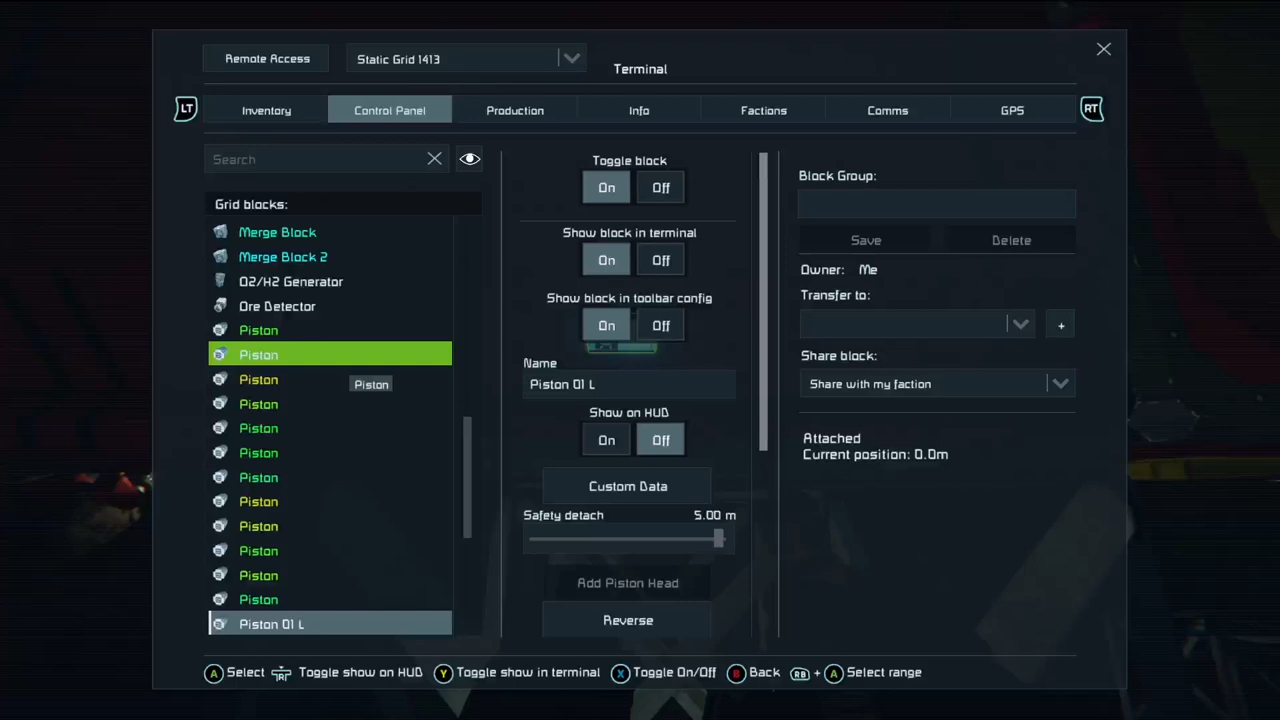 Remote Access
Static Grid 1413
Terminal
LT
Inventory
Control Panel
Production
Info
Factions
Comms
GPS
RT
Search
Grid blocks:
Merge Block
Merge Block 2
O2/H2 Generator
Ore Detector
Piston
Piston
Piston
Piston
Piston
Piston
Piston
Piston
Piston
Piston
Piston
Piston
Piston 01 L
Piston
Toggle block
On
Off
Show block in terminal
On
Off
Show block in toolbar config
On
Off
Name
Piston 01 L
Show on HUD
On
Off
Custom Data
Safety detach
5.00 m
Add Piston Head
Reverse
Block Group:
Save
Delete
Owner: Me
Transfer to:
+
Share block:
Share with my faction
Attached
Current position: 0.0m
A Select
Toggle show on HUD
Y Toggle show in terminal
X Toggle On/Off
B Back
RB + A Select range